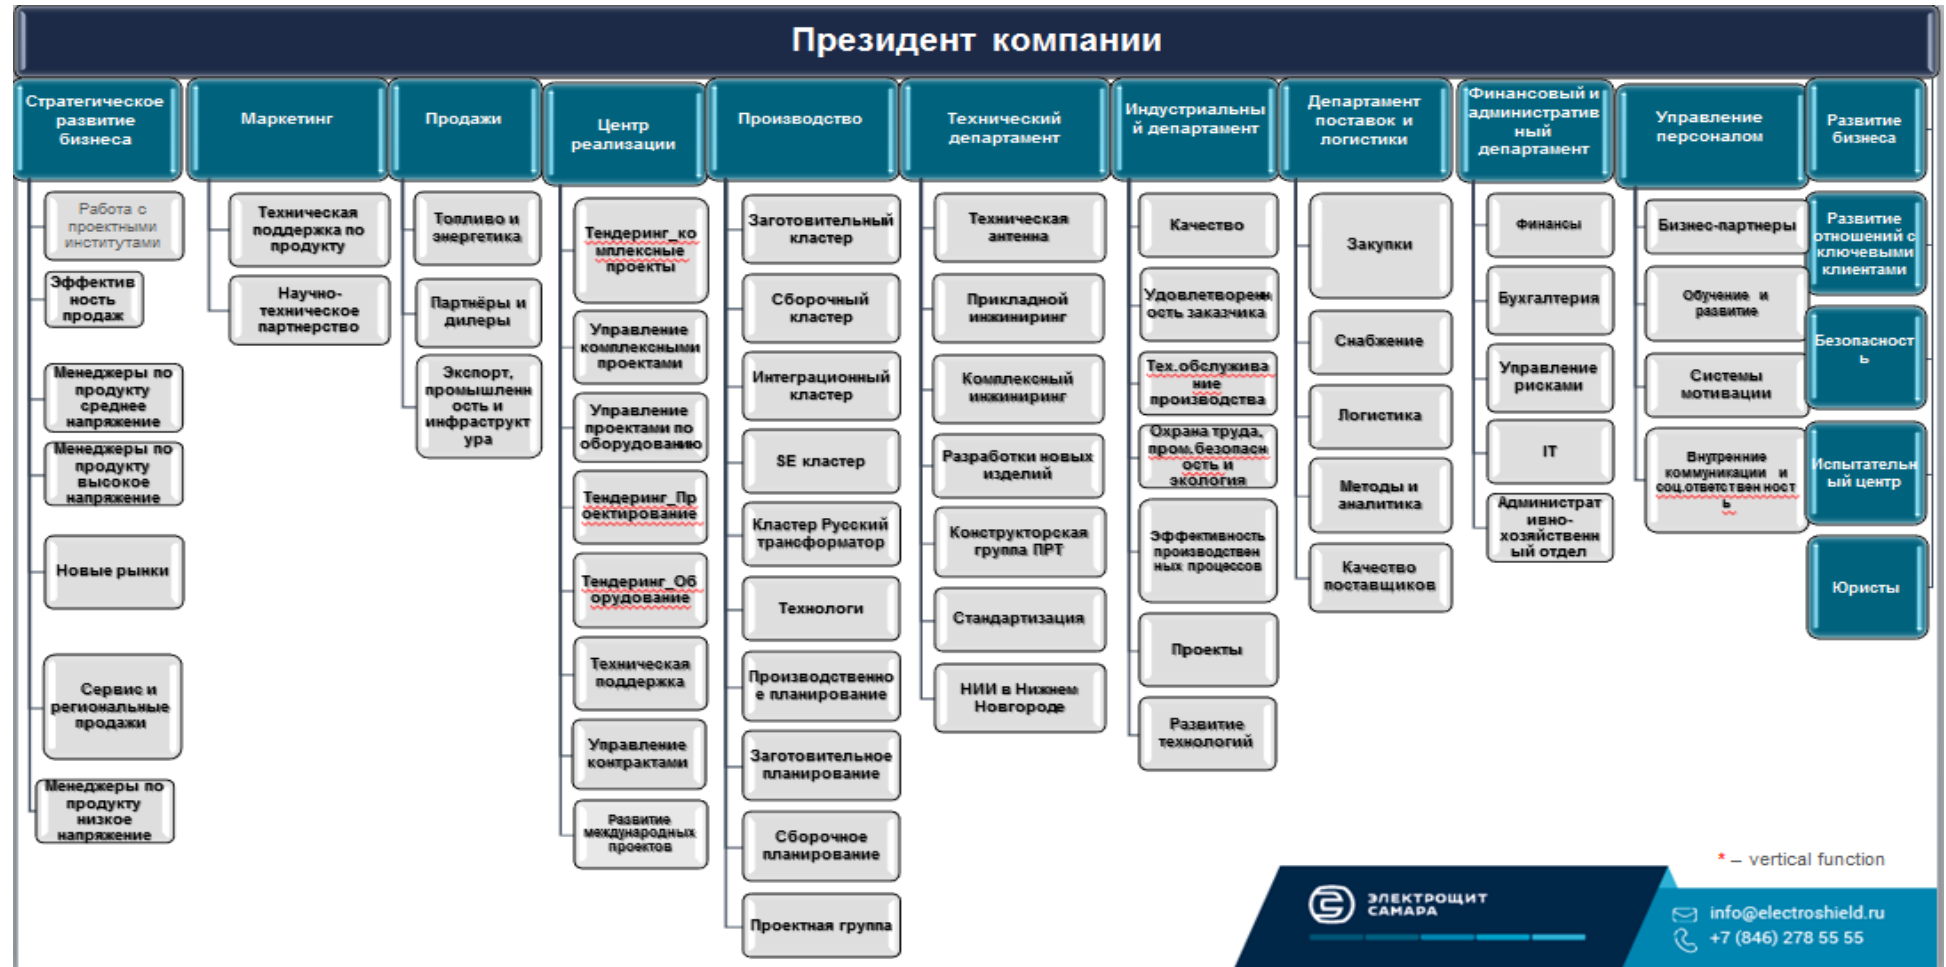 Президент компании
Стратегическое
развитие
бизнеса
Работа с
проектными
институтами
Эффектив
ность
продаж
Менеджеры по
продукту
среднее
напряжение
Менеджеры по
продукту
высокое
напряжение
Новые рынки
Сервис и
региональные
продажи
Менеджеры по
продукту
низкое
напряжение
Маркетинг
Техническая
поддержка по
продукту
Научно-
техническое
партнерство
Продажи
Топливо и
энергетика
Партнёры и
дилеры
Экспорт,
промышленн
ость и
инфраструкт
ура
Центр
реализации
Тендеринг_ко
мплексные
проекты
Управление
комплексными
проектами
Управление
проектами по
оборудованию
Тендеринг_Пр
оектирование
Тендеринг_Об
орудование
Техническая
поддержка
Управление
контрактами
Развитие
международных
проектов
Производство
Заготовительный
кластер
Сборочный
кластер
Интеграционный
кластер
SE кластер
Кластер Русский
трансформатор
Технологи
Производственно
е планирование
Заготовительное
планирование
Сборочное
планирование
Проектная группа
Технический
департамент
Техническая
антенна
Прикладной
инжиниринг
Комплексный
инжиниринг
Разработки новых
изделий
Конструкторская
группа ПРТ
Стандартизация
НИИ в Нижнем
Новгороде
Индустриальны
й департамент
Качество
Удовлетворенн
ость заказчика
Тех.обслужива
ние
производства
Охрана труда,
пром.безопасн
ость и
экология
Эффективность
производствен
ных процессов
Проекты
Развитие
технологий
Департамент
поставок и
логистики
Закупки
Снабжение
Логистика
Методы и
аналитика
Качество
поставщиков
Финансовый и
административ
ный
департамент
Финансы
Бухгалтерия
Управление
рисками
IT
Администрат
ивно-
хозяйственн
ый отдел
Управление
персоналом
Бизнес-партнеры
Обучение и
развитие
Системы
мотивации
Внутренние
коммуникации и
соц.ответственност
ь
Развитие
бизнеса
Развитие
отношений с
ключевыми
клиентами
Безопасност
ь
Испытательн
ый центр
Юристы
* – vertical function
ЭЛЕКТРОЩИТ
САМАРА
info@electroshield.ru
+7 (846) 278 55 55